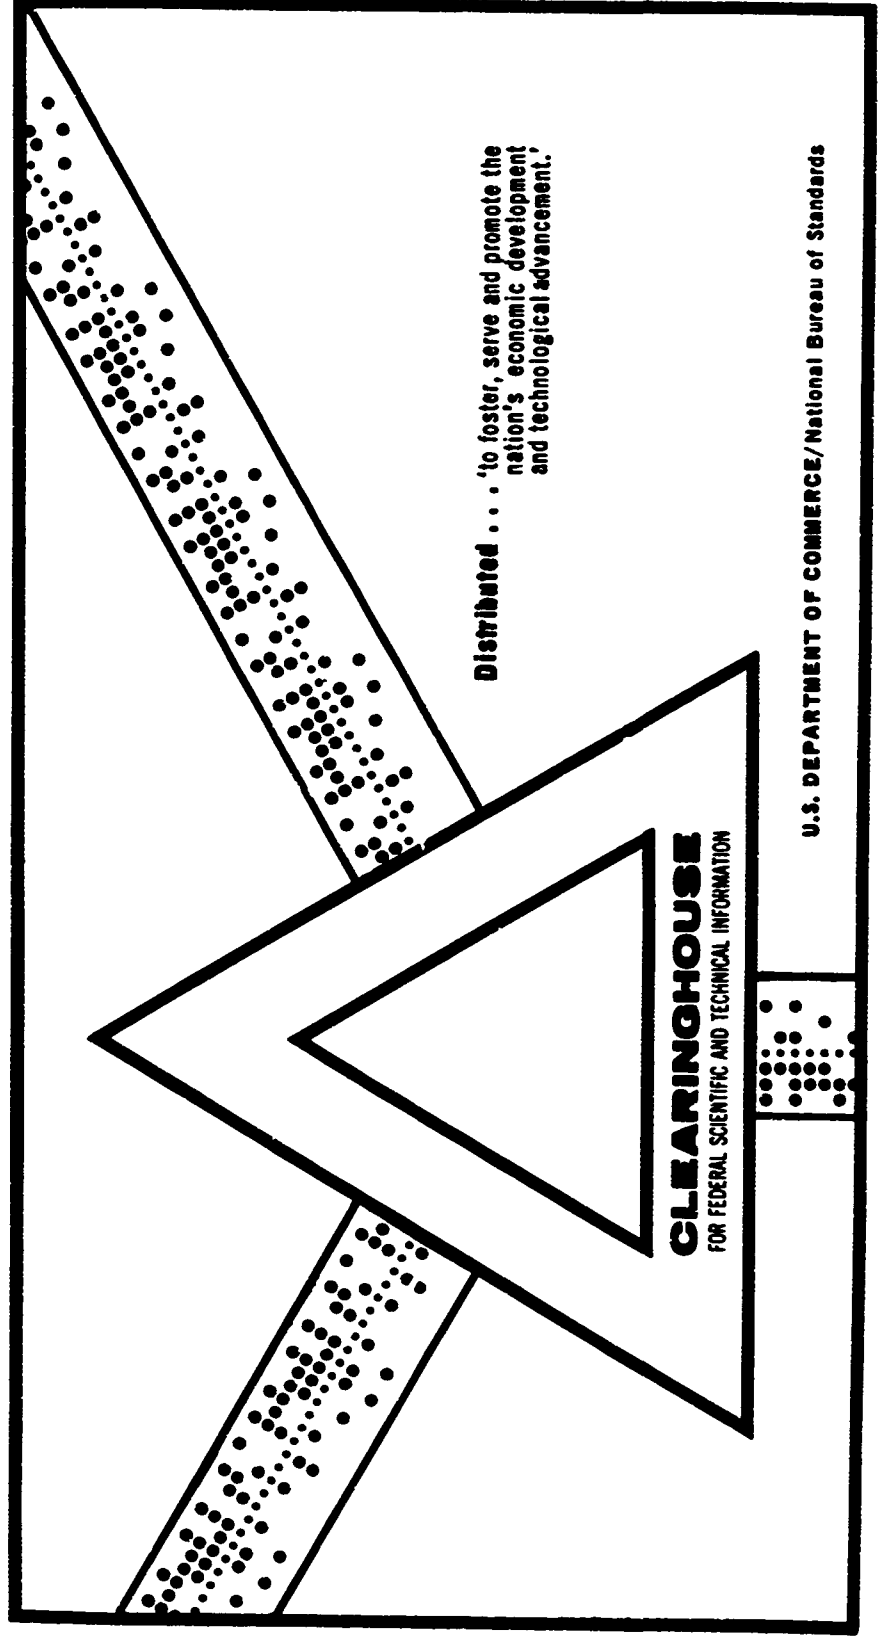 Distributed . . . 'to foster, serve and promote the
nation's economic development
and technological advancement.'
CLEARINGHOUSE
FOR FEDERAL SCIENTIFIC AND TECHNICAL INFORMATION
U.S. DEPARTMENT OF COMMERCE/National Bureau of Standards